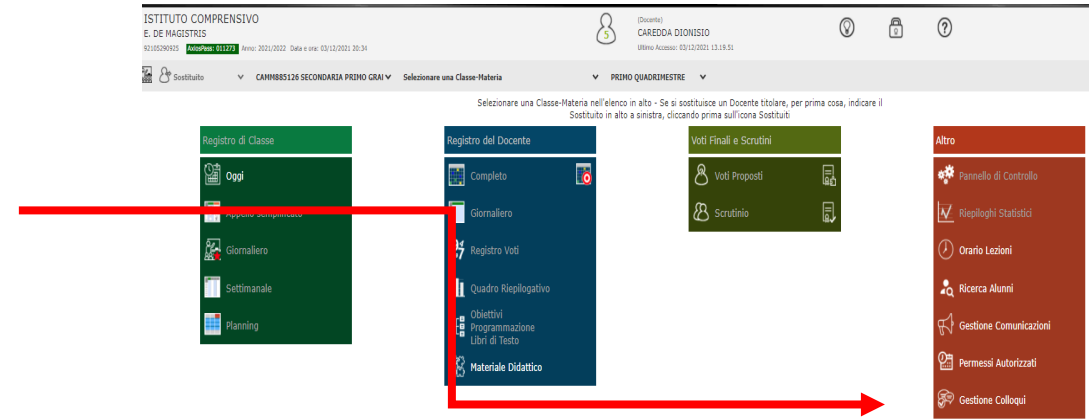 ISTITUTO COMPRENSIVO
E. DE MAGISTRIS
92105290925 AxiosPass: 011273 Anno: 2021/2022 Data e ora: 03/12/2021 20:34
5
(Docente)
CAREDDA DIONISIO
Ultimo Accesso: 03/12/2021 13.19.51
?
Sostituito CAMM885126 SECONDARIA PRIMO GRAI Selezionare una Classe-Materia PRIMO QUADRIMESTRE
Selezionare una Classe-Materia nell'elenco in alto - Se si sostituisce un Docente titolare, per prima cosa, indicare il
Sostituito in alto a sinistra, cliccando prima sull'icona Sostituiti
Registro di Classe
Oggi
Appello Semplificato
Giornaliero
Settimanale
Planning
Registro del Docente
Completo
Giornaliero
Registro Voti
Quadro Riepilogativo
Obiettivi
Programmazione
Libri di Testo
Materiale Didattico
Voti Finali e Scrutini
Voti Proposti
Scrutinio
Altro
Pannello di Controllo
Riepiloghi Statistici
Orario Lezioni
Ricerca Alunni
Gestione Comunicazioni
Permessi Autorizzati
Gestione Colloqui